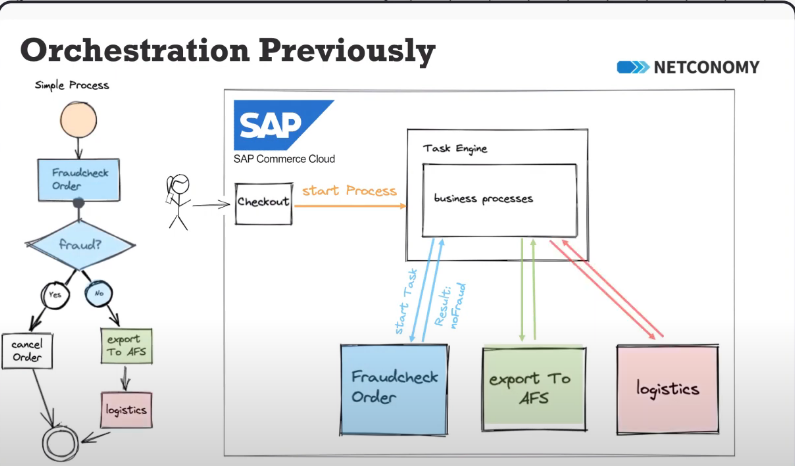 Orchestration Previously
NETCONOMY
Simple Process
Fraudcheck
Order
fraud?
Yes
No
cancel
Order
export
To AFS
logistics
SAP
SAP Commerce Cloud
Checkout
start Process
Task Engine
business processes
start Task
Result:
noFraud
Fraudcheck
Order
export To
AFS
logistics